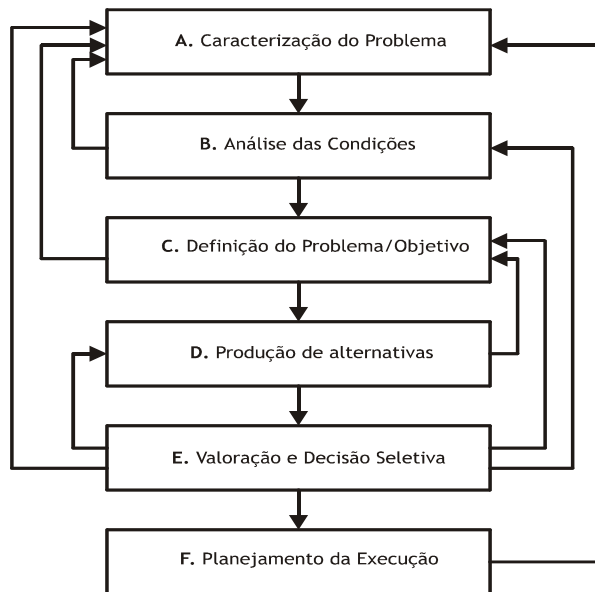 A. Caracterização do Problema
B. Análise das Condições
C. Definição do Problema/Objetivo
D. Produção de alternativas
E. Valoração e Decisão Seletiva
F. Planejamento da Execução